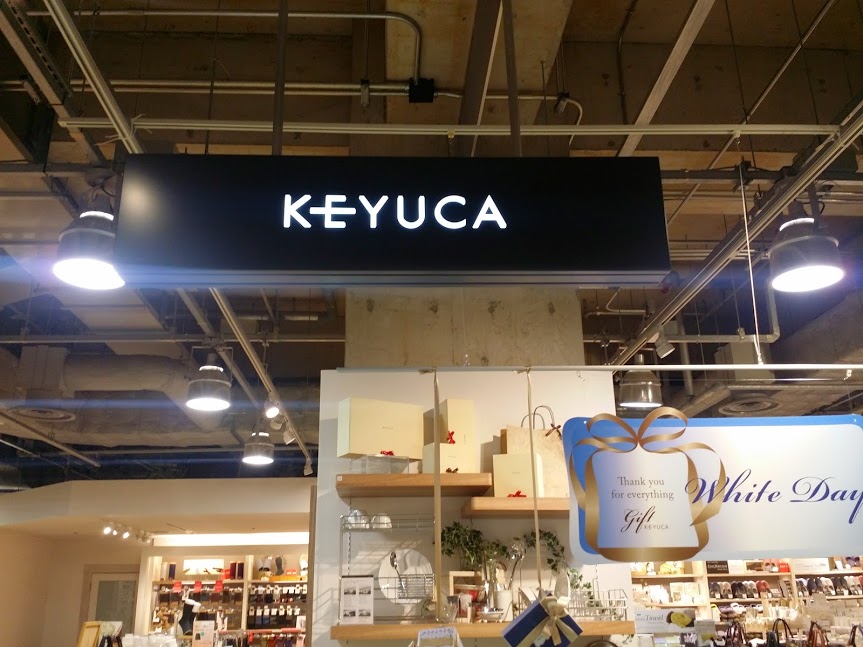 KEYUCA
Thank you
for everything
Gift KEYUCA
White Day